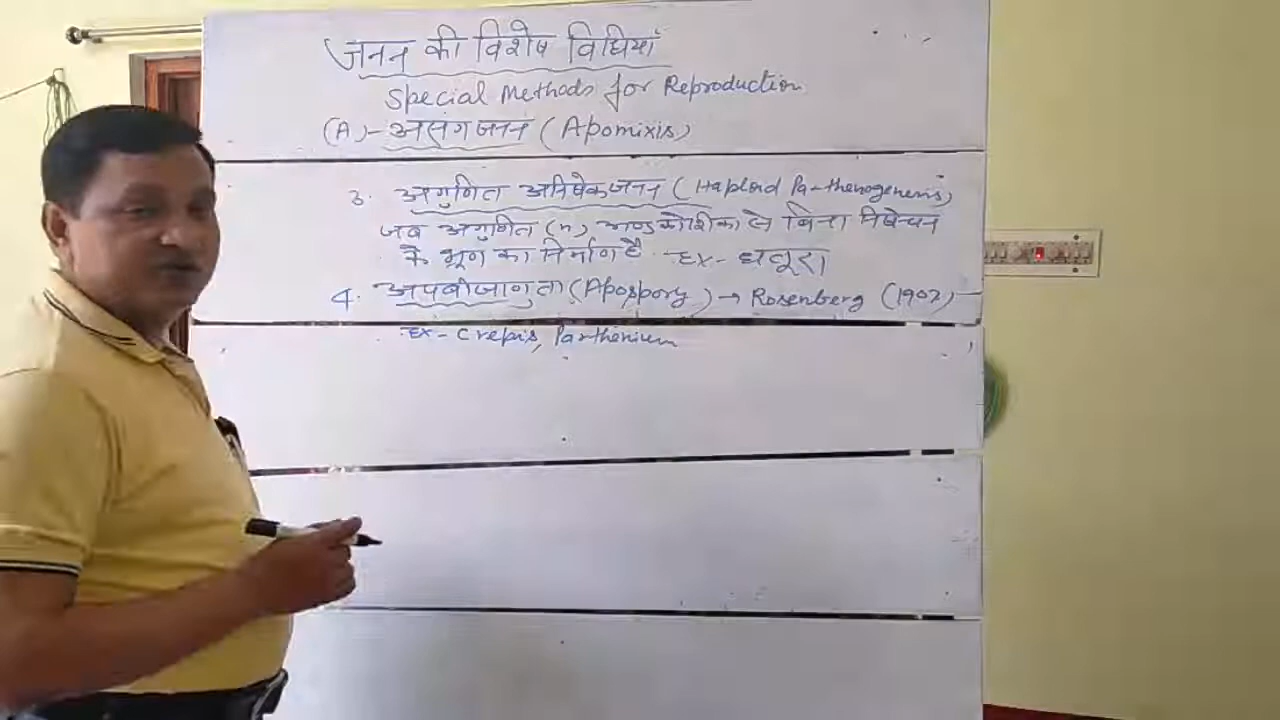 जनन की विशेष विधियाँ
Special Methods for Reproduction
(A)- असंगजनन (Apomixis)
3. अगुणित अनिषेकजनन (Haploid Parthenogenesis)
जब अगुणित (n) अण्डकोशिका से बिना निषेचन
के भ्रूण का निर्माण है - Ex- धतूरा
4. अपबीजाणुता (Apospory) → Rosenberg (1907) -
Ex- Crepis, Parthenium